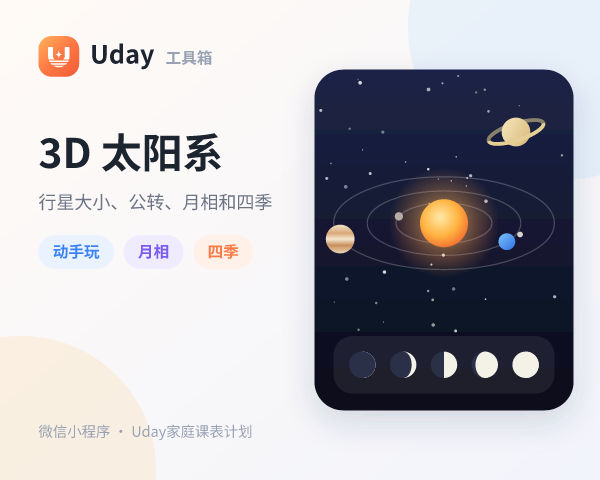 Uday 工具箱
3D 太阳系
行星大小、公转、月相和四季
动手玩 月相 四季
微信小程序 · Uday家庭课表计划